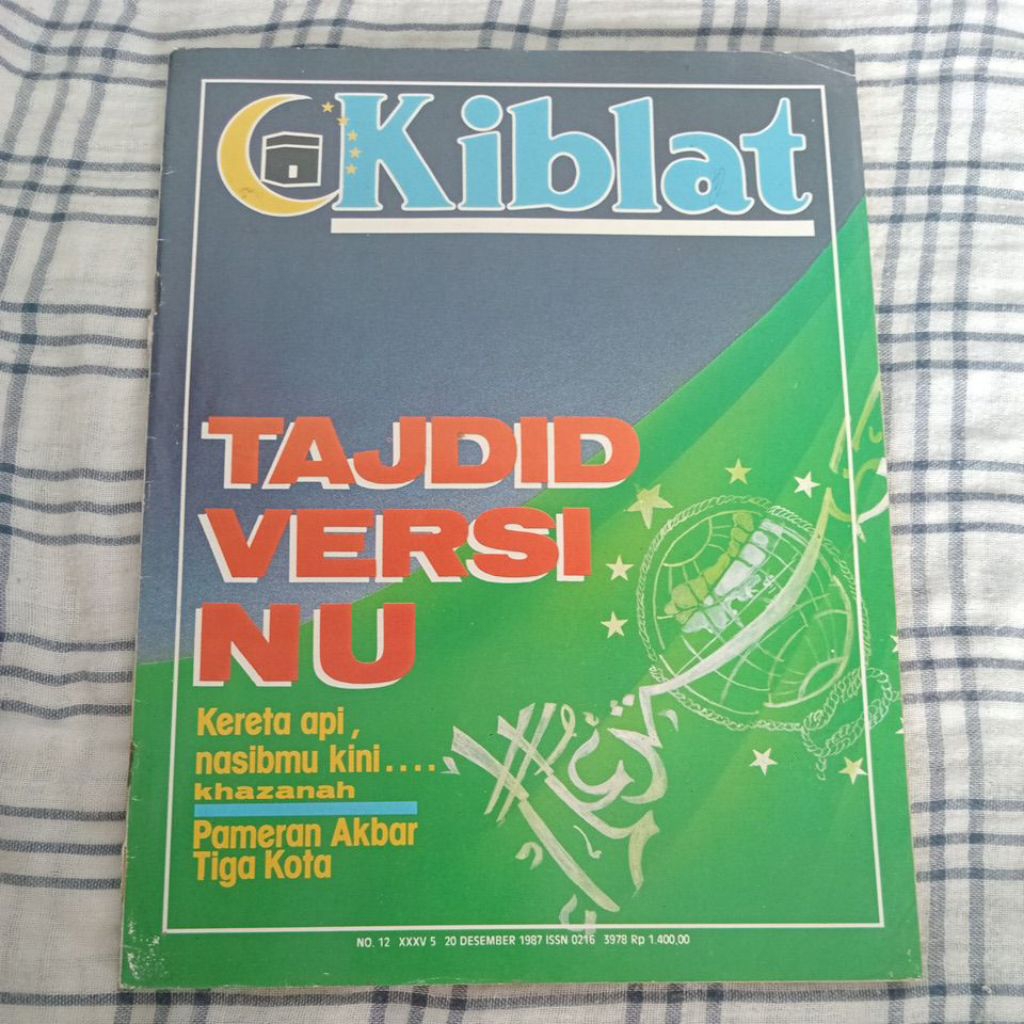 Kiblat
TAJDID
VERSI
NU
Kereta api,
nasibmu kini....
khazanah
Pameran Akbar
Tiga Kota
NO. 12 XXXV 5 20 DESEMBER 1987 ISSN 0216 3978 Rp 1.400,00